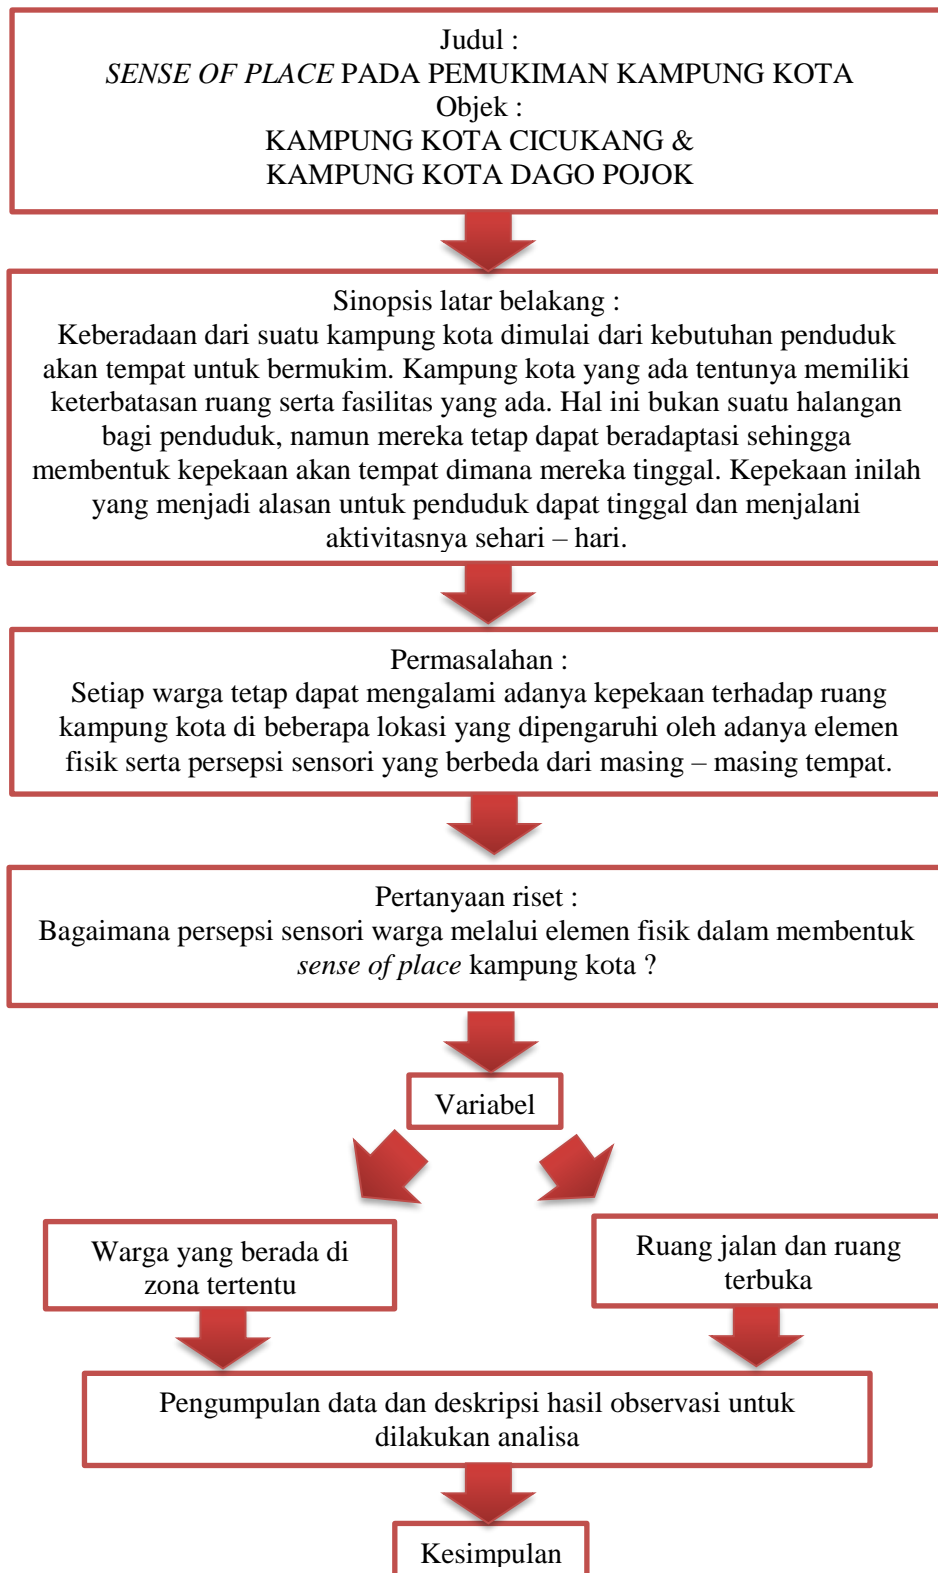 Judul :
SENSE OF PLACE PADA PEMUKIMAN KAMPUNG KOTA
Objek :
KAMPUNG KOTA CICUKANG &
KAMPUNG KOTA DAGO POJOK
Sinopsis latar belakang :
Keberadaan dari suatu kampung kota dimulai dari kebutuhan penduduk
akan tempat untuk bermukim. Kampung kota yang ada tentunya memiliki
keterbatasan ruang serta fasilitas yang ada. Hal ini bukan suatu halangan
bagi penduduk, namun mereka tetap dapat beradaptasi sehingga
membentuk kepekaan akan tempat dimana mereka tinggal. Kepekaan inilah
yang menjadi alasan untuk penduduk dapat tinggal dan menjalani
aktivitasnya sehari – hari.
Permasalahan :
Setiap warga tetap dapat mengalami adanya kepekaan terhadap ruang
kampung kota di beberapa lokasi yang dipengaruhi oleh adanya elemen
fisik serta persepsi sensori yang berbeda dari masing – masing tempat.
Pertanyaan riset :
Bagaimana persepsi sensori warga melalui elemen fisik dalam membentuk
sense of place kampung kota ?
Variabel
Warga yang berada di
zona tertentu
Ruang jalan dan ruang
terbuka
Pengumpulan data dan deskripsi hasil observasi untuk
dilakukan analisa
Kesimpulan